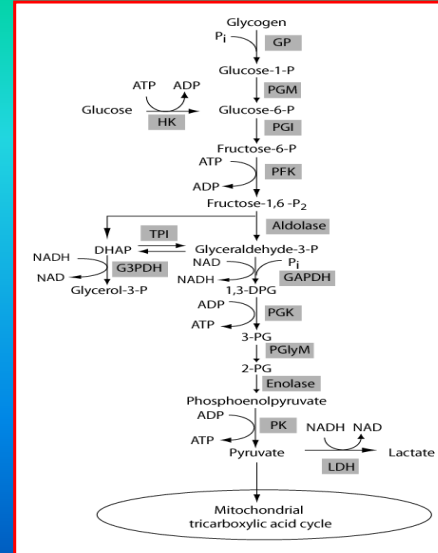 Glycogen
Pi
GP
Glucose-1-P
ATP ADP
PGM
Glucose
Glucose-6-P
HK
PGI
Fructose-6-P
ATP
PFK
ADP
Fructose-1,6 -P2
Aldolase
TPI
DHAP
Glyceraldehyde-3-P
NADH
NAD
Pi
G3PDH
GAPDH
NAD
NADH
Glycerol-3-P
1,3-DPG
ADP
PGK
ATP
3-PG
PGlyM
2-PG
Enolase
Phosphoenolpyruvate
ADP
PK
NADH NAD
ATP
Pyruvate
Lactate
LDH
Mitochondrial
tricarboxylic acid cycle